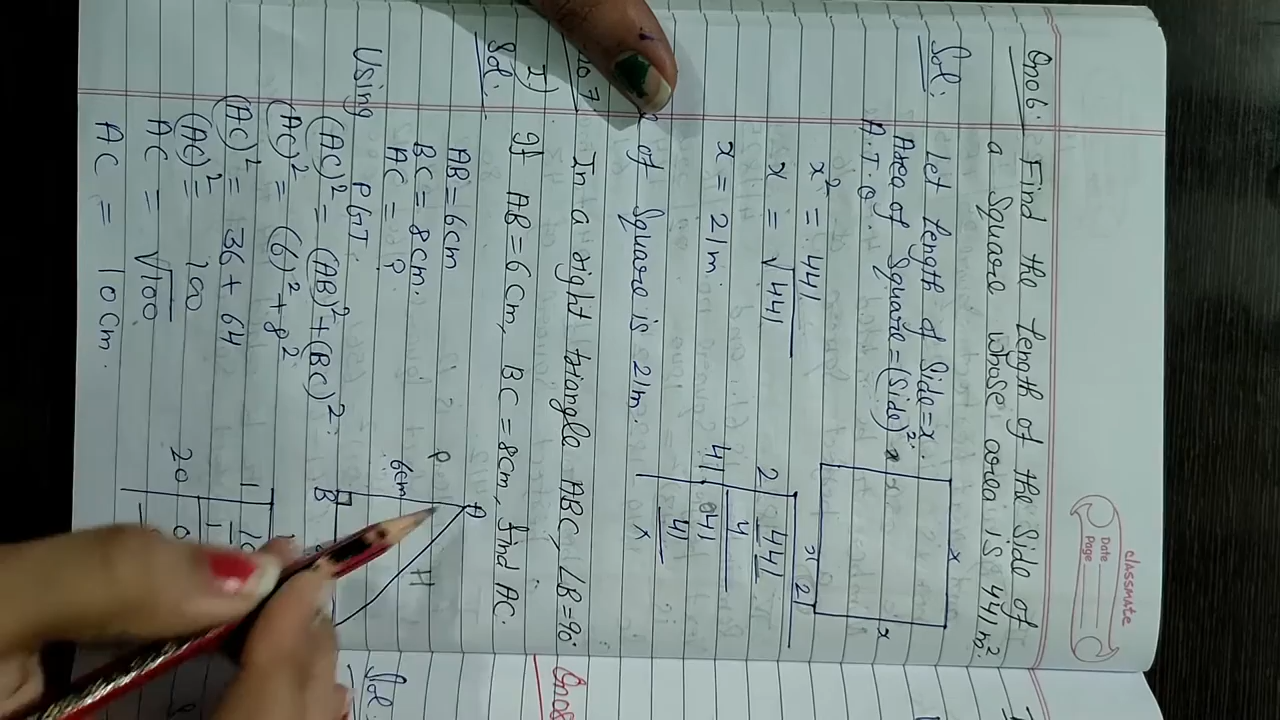 classmate
Date
Page
Qno6. Find the length of the side of
a square whose area is 441m².
Sol: Let length of side = x.
Area of square = (side)²
A.T.Q.
x² = 441
x = √441
x = 21m.
of square is 21m.
x
x
x
2 441 21
4
41 041
41
x
no 7 In a right triangle ABC, ∠B=90°
I) If AB=6cm, BC=8cm, find AC.
Sol:
AB=6cm
BC=8cm.
AC = ?
Using PGT
(AC)² = (AB)²+(BC)²
(AC)² = (6)²+8²
(AC)² = 36+64
(AC)² = 100
AC = √100
AC = 10cm.
A
P
6cm
H
B
1
1
20
Qno8
Sol: